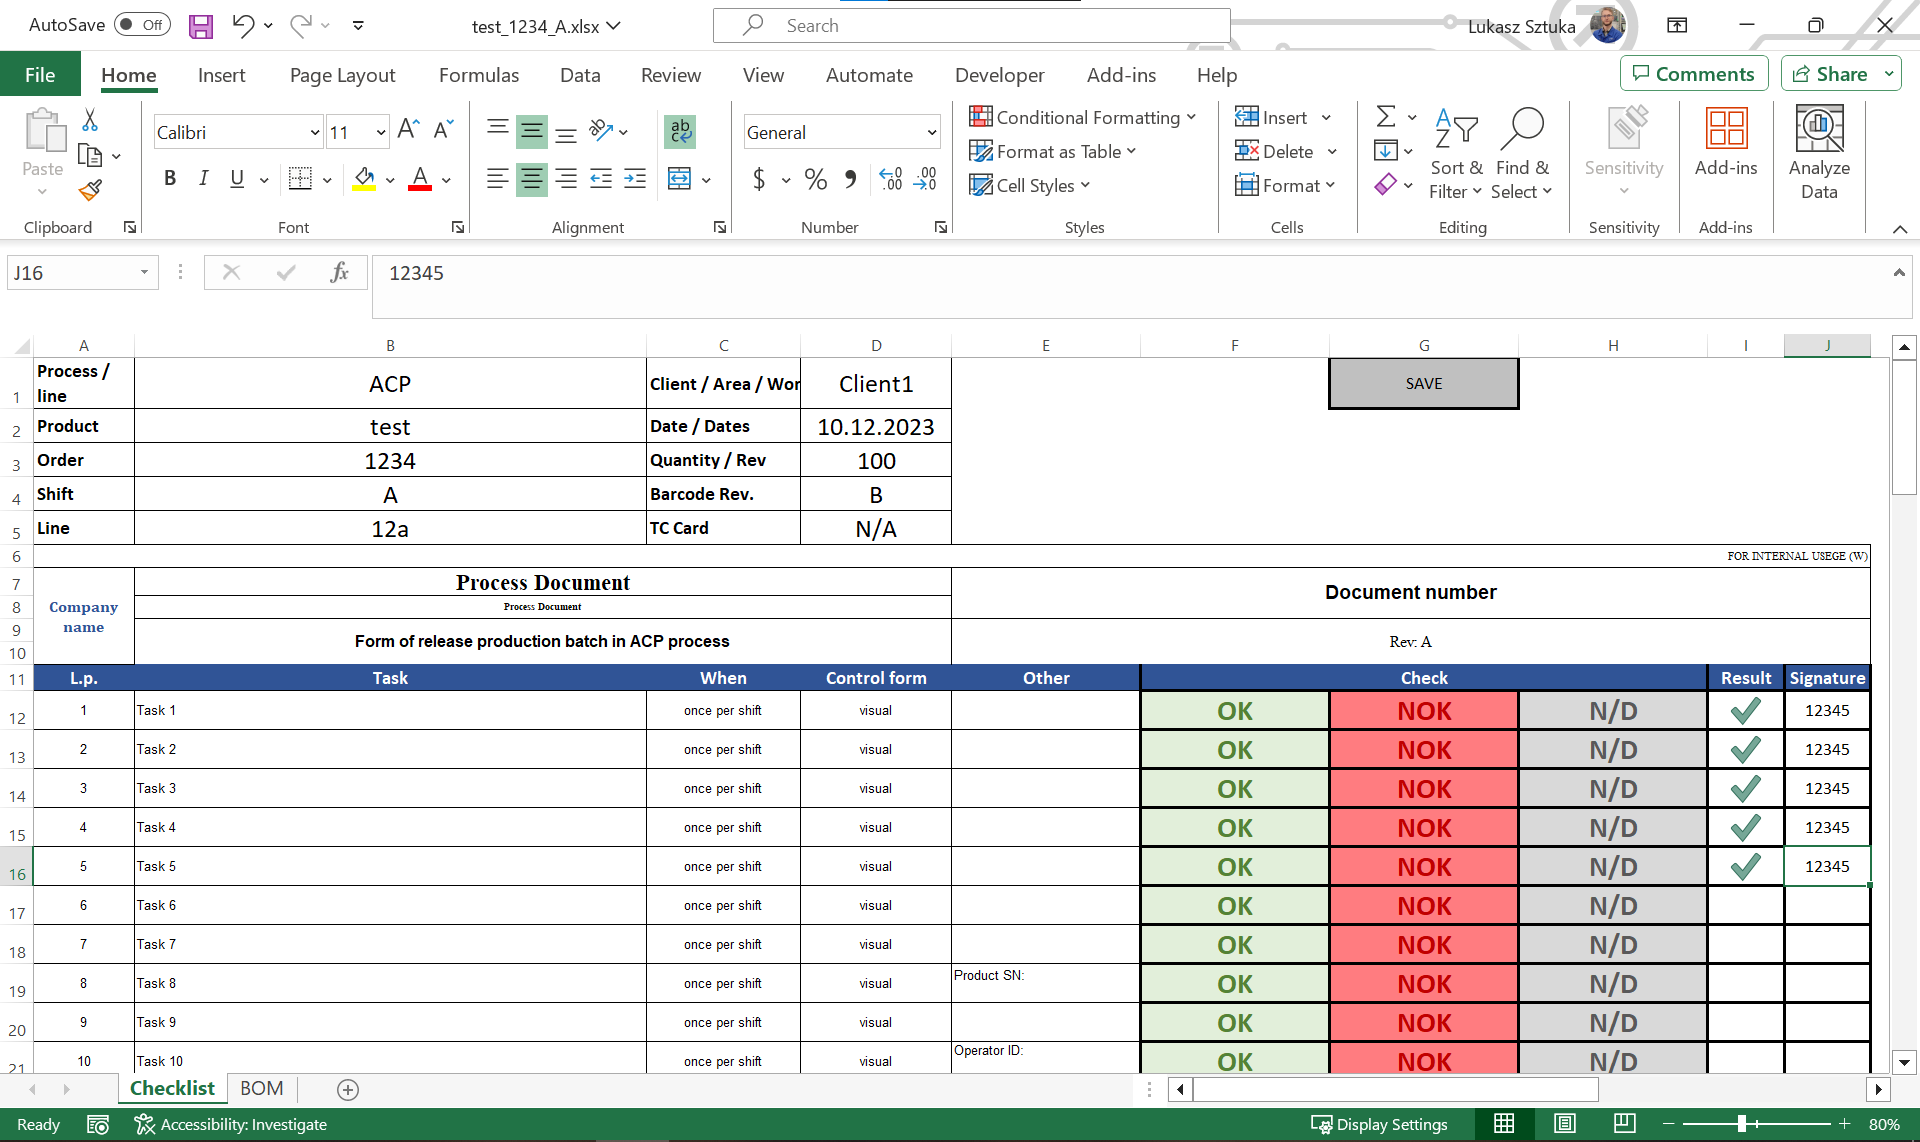 AutoSave Off test_1234_A.xlsx Search Lukasz Sztuka
File Home Insert Page Layout Formulas Data Review View Automate Developer Add-ins Help Comments Share
Paste
Clipboard
Calibri 11
B I U
Font
ab
Alignment
General
$ % ,
Number
Conditional Formatting
Format as Table
Cell Styles
Styles
Insert
Delete
Format
Cells
Sort & Filter
Find & Select
Editing
Sensitivity
Sensitivity
Add-ins
Add-ins
Analyze Data
J16 fx 12345
A B C D E F G H I J
1 Process / line ACP Client / Area / Wor Client1 SAVE
2 Product test Date / Dates 10.12.2023
3 Order 1234 Quantity / Rev 100
4 Shift A Barcode Rev. B
5 Line 12a TC Card N/A
6 FOR INTERNAL USEGE (W)
7 Process Document Document number
8 Company name Process Document
9 Form of release production batch in ACP process Rev: A
10
11 L.p. Task When Control form Other Check Result Signature
12 1 Task 1 once per shift visual OK NOK N/D 12345
13 2 Task 2 once per shift visual OK NOK N/D 12345
14 3 Task 3 once per shift visual OK NOK N/D 12345
15 4 Task 4 once per shift visual OK NOK N/D 12345
16 5 Task 5 once per shift visual OK NOK N/D 12345
17 6 Task 6 once per shift visual OK NOK N/D
18 7 Task 7 once per shift visual OK NOK N/D
19 8 Task 8 once per shift visual Product SN: OK NOK N/D
20 9 Task 9 once per shift visual OK NOK N/D
21 10 Task 10 once per shift visual Operator ID: OK NOK N/D
Checklist BOM
Ready Accessibility: Investigate Display Settings 80%